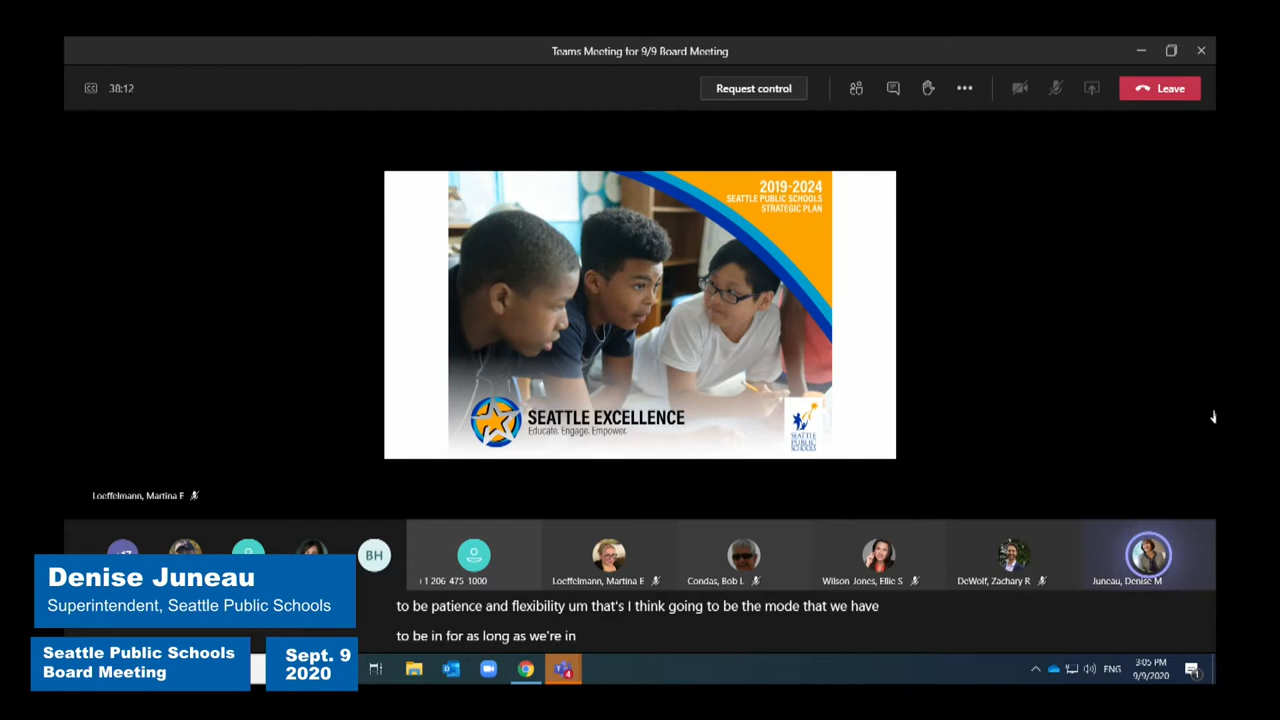 Teams Meeting for 9/9 Board Meeting
CC 38:12
Request control
Leave
2019-2024
SEATTLE PUBLIC SCHOOLS
STRATEGIC PLAN
SEATTLE EXCELLENCE
Educate. Engage. Empower.
SEATTLE
PUBLIC
SCHOOLS
Loeffelmann, Martina E
+17
BH
+1 206-475-1000
Loeffelmann, Martina E
Condas, Bob L
Wilson Jones, Ellie S
DeWolf, Zachary R
Juneau, Denise M
to be patience and flexibility um that's I think going to be the mode that we have
to be in for as long as we're in
Denise Juneau
Superintendent, Seattle Public Schools
Seattle Public Schools
Board Meeting
Sept. 9
2020
4
ENG
3:05 PM
9/9/2020
1